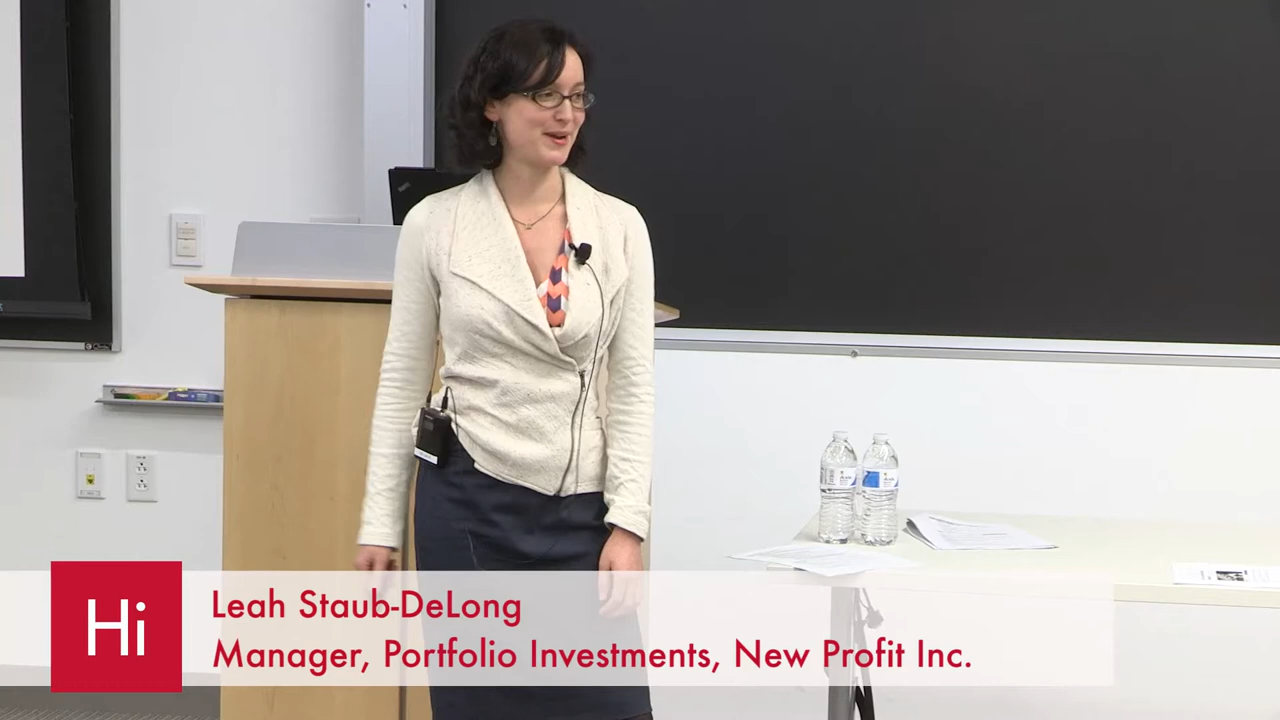 Hi
Leah Staub-DeLong
Manager, Portfolio Investments, New Profit Inc.